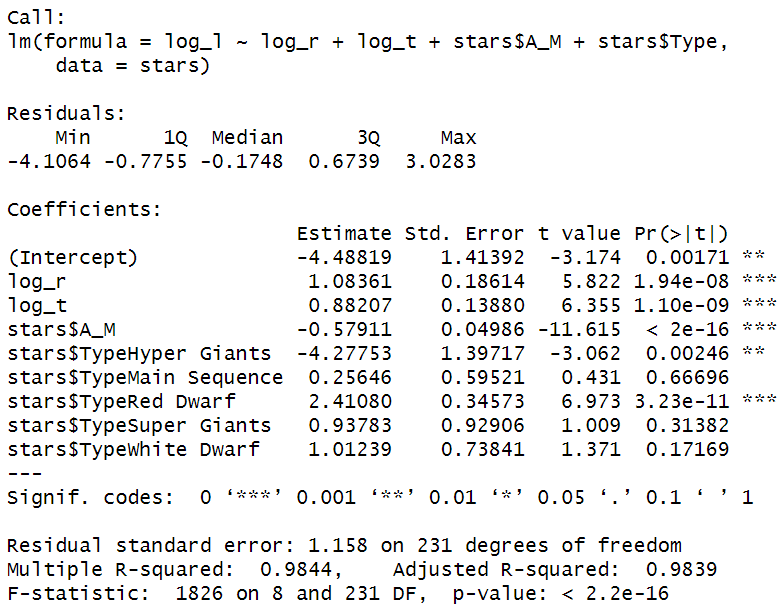 Call:
lm(formula = log_l ~ log_r + log_t + stars$A_M + stars$Type,
    data = stars)

Residuals:
    Min      1Q  Median      3Q     Max
-4.1064 -0.7755 -0.1748  0.6739  3.0283

Coefficients:
                        Estimate Std. Error t value Pr(>|t|)
(Intercept)             -4.48819    1.41392  -3.174  0.00171 **
log_r                    1.08361    0.18614   5.822 1.94e-08 ***
log_t                    0.88207    0.13880   6.355 1.10e-09 ***
stars$A_M               -0.57911    0.04986 -11.615  < 2e-16 ***
stars$TypeHyper Giants  -4.27753    1.39717  -3.062  0.00246 **
stars$TypeMain Sequence  0.25646    0.59521   0.431  0.66696
stars$TypeRed Dwarf      2.41080    0.34573   6.973 3.23e-11 ***
stars$TypeSuper Giants   0.93783    0.92906   1.009  0.31382
stars$TypeWhite Dwarf    1.01239    0.73841   1.371  0.17169
---
Signif. codes:  0 ‘***’ 0.001 ‘**’ 0.01 ‘*’ 0.05 ‘.’ 0.1 ‘ ’ 1

Residual standard error: 1.158 on 231 degrees of freedom
Multiple R-squared:  0.9844,    Adjusted R-squared:  0.9839
F-statistic:  1826 on 8 and 231 DF,  p-value: < 2.2e-16